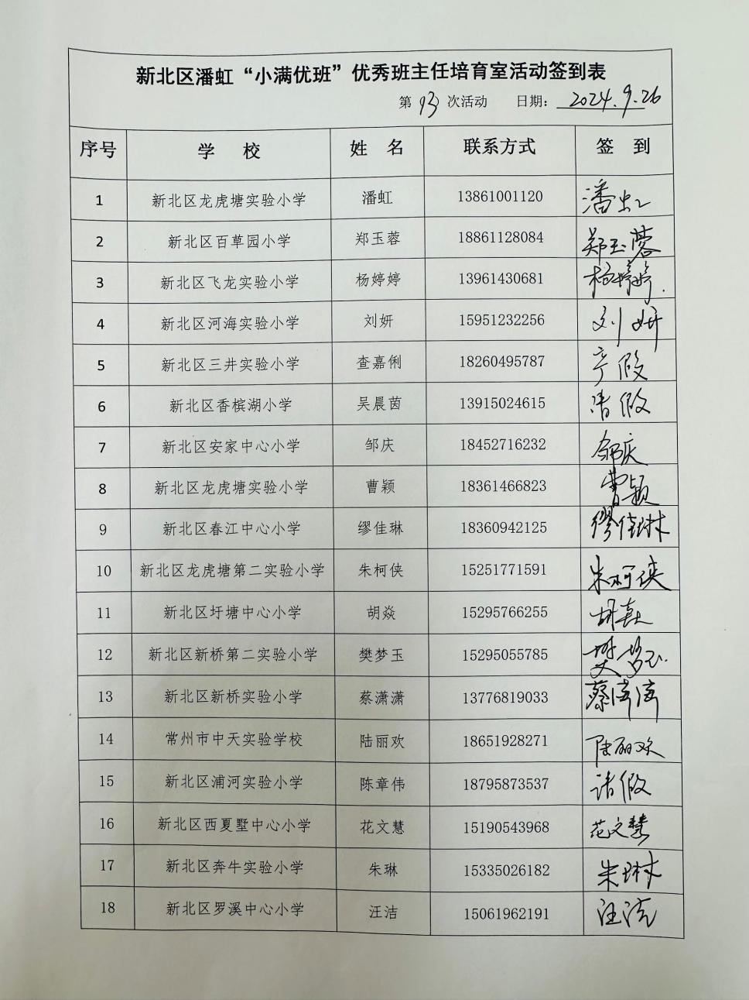 新北区潘虹“小满优班”优秀班主任培育室活动签到表
第93次活动 日期：2024.9.26
序号 学 校 姓 名 联系方式 签 到
1 新北区龙虎塘实验小学 潘虹 13861001120 潘虹
2 新北区百草园小学 郑玉蓉 18861128084 郑玉蓉
3 新北区飞龙实验小学 杨婷婷 13961430681 杨婷婷.
4 新北区河海实验小学 刘妍 15951232256 刘妍
5 新北区三井实验小学 查嘉俐 18260495787 产假
6 新北区香槟湖小学 吴晨茵 13915024615 请假
7 新北区安家中心小学 邹庆 18452716232 邹庆
8 新北区龙虎塘实验小学 曹颖 18361466823 曹颖
9 新北区春江中心小学 缪佳琳 18360942125 缪佳琳
10 新北区龙虎塘第二实验小学 朱柯侠 15251771591 朱柯侠
11 新北区圩塘中心小学 胡焱 15295766255 胡焱
12 新北区新桥第二实验小学 樊梦玉 15295055785 樊梦玉.
13 新北区新桥实验小学 蔡潇潇 13776819033 蔡潇潇
14 常州市中天实验学校 陆丽欢 18651928271 陆丽欢
15 新北区浦河实验小学 陈章伟 18795873537 请假
16 新北区西夏墅中心小学 花文慧 15190543968 花文慧
17 新北区奔牛实验小学 朱琳 15335026182 朱琳
18 新北区罗溪中心小学 汪洁 15061962191 汪洁